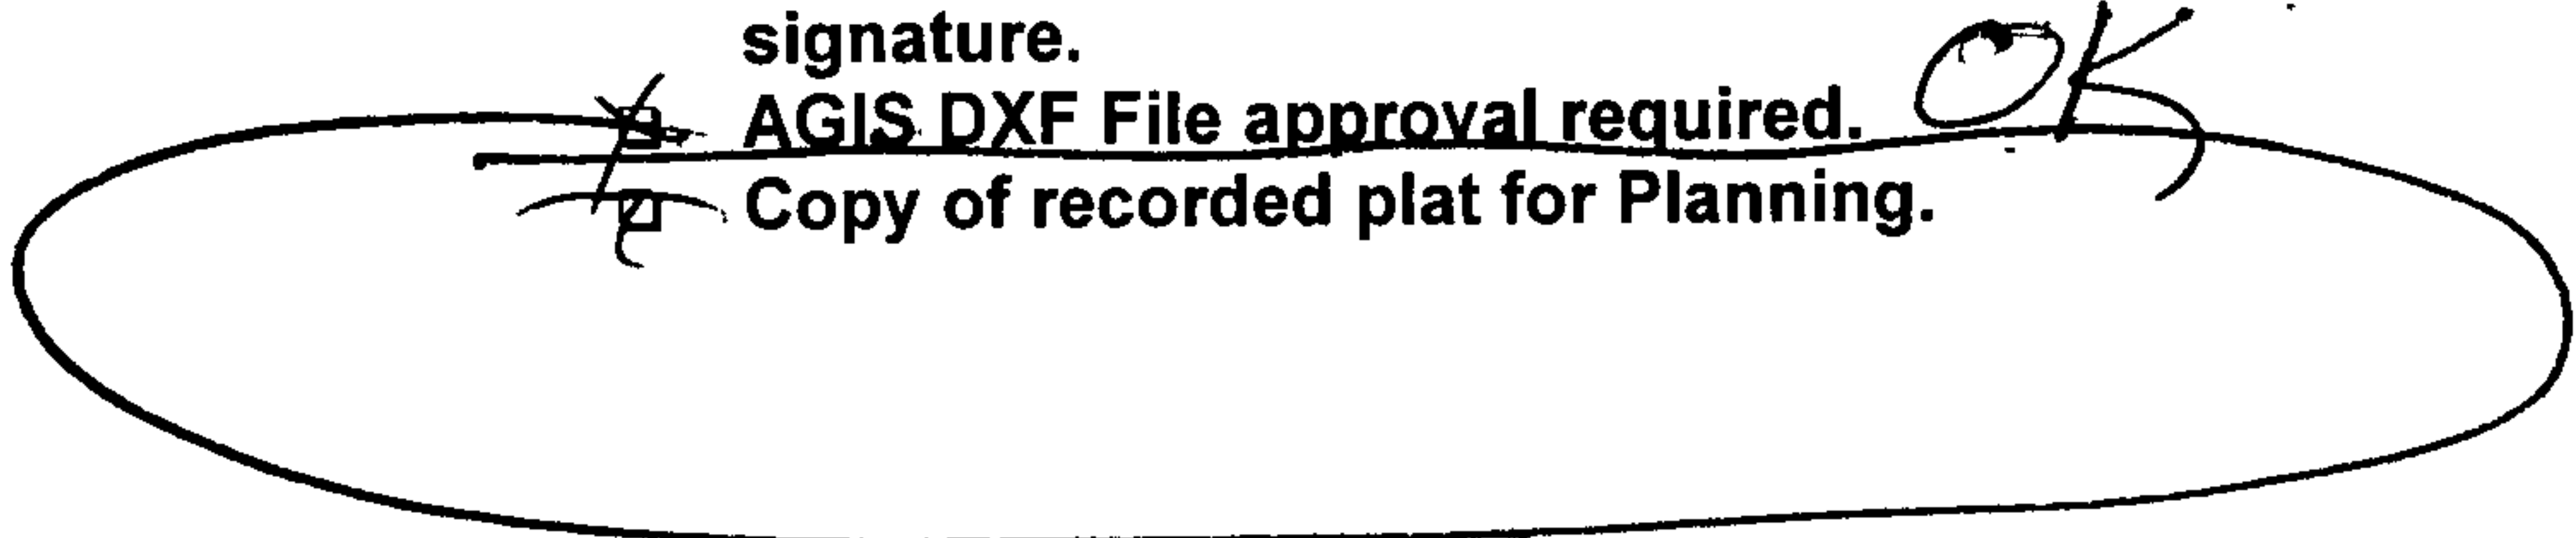 signature.
AGIS DXF File approval required. OK
Copy of recorded plat for Planning.